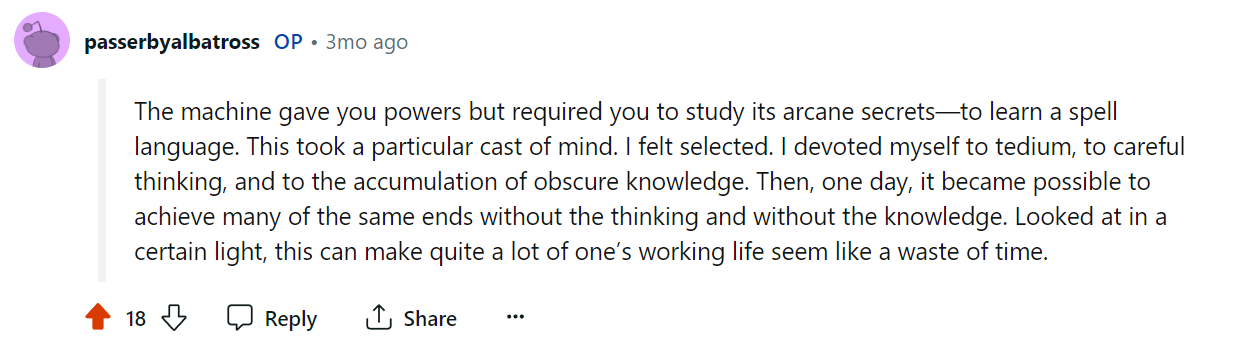 passerbyalbatross OP • 3mo ago
The machine gave you powers but required you to study its arcane secrets—to learn a spell
language. This took a particular cast of mind. I felt selected. I devoted myself to tedium, to careful
thinking, and to the accumulation of obscure knowledge. Then, one day, it became possible to
achieve many of the same ends without the thinking and without the knowledge. Looked at in a
certain light, this can make quite a lot of one’s working life seem like a waste of time.
18 Reply Share ···